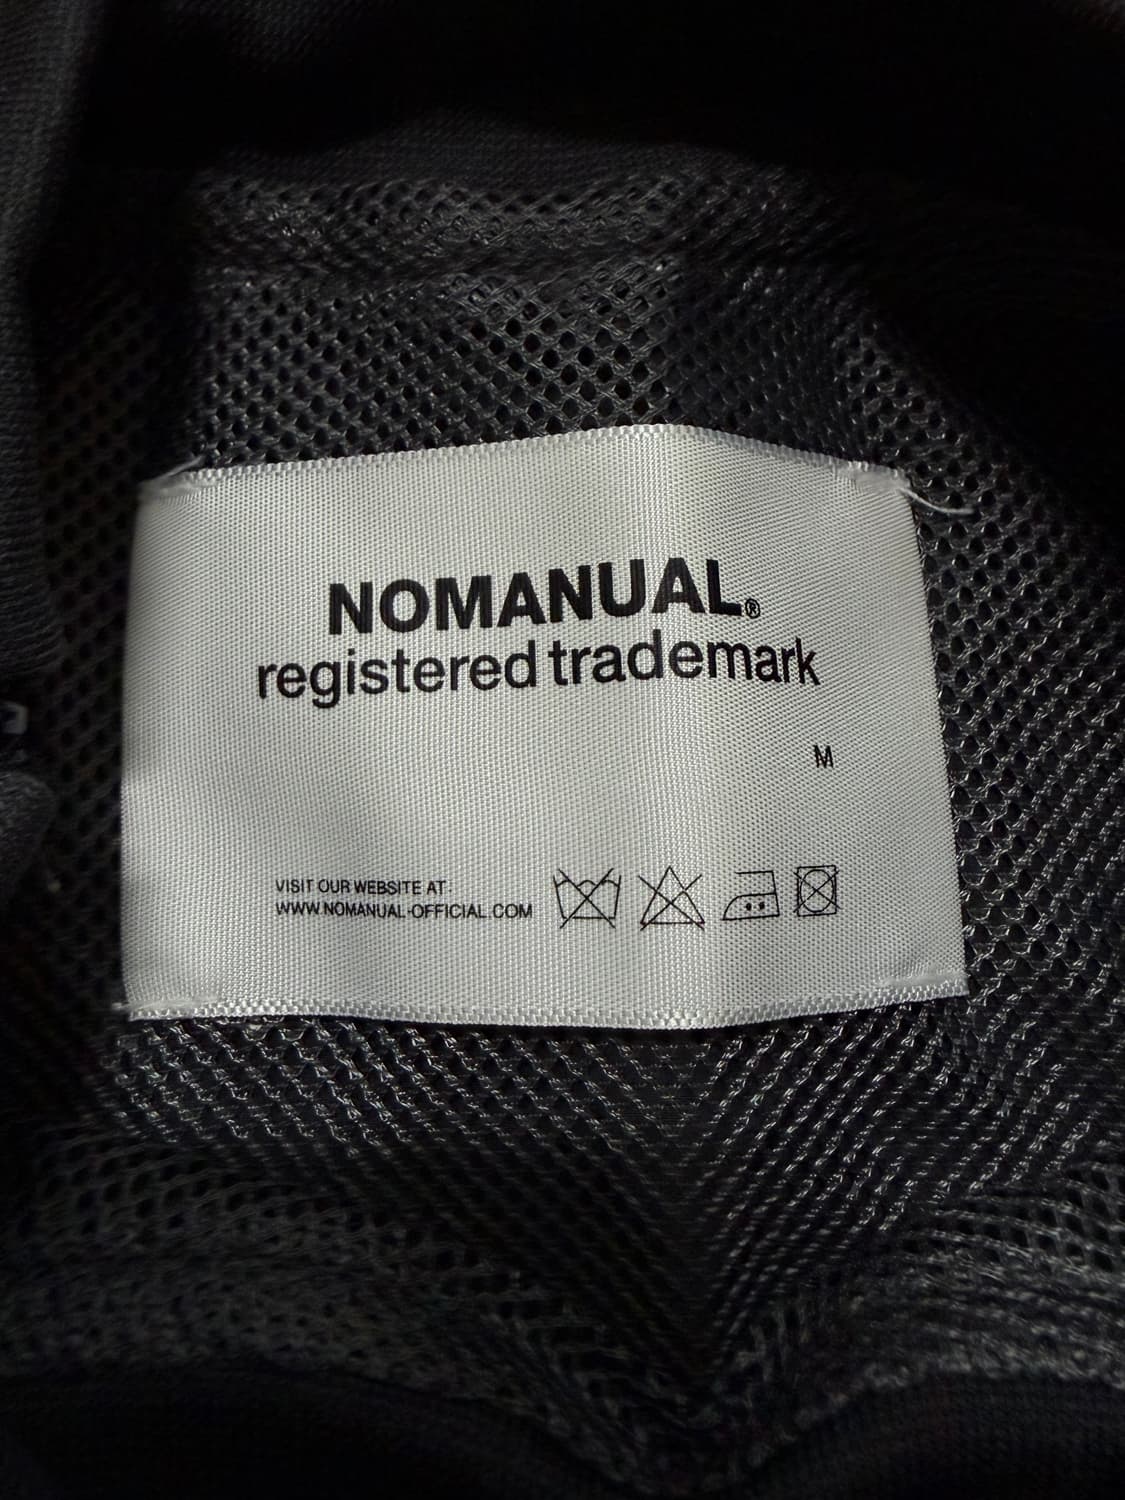 NOMANUAL®
registered trademark
M
VISIT OUR WEBSITE AT:
WWW.NOMANUAL-OFFICIAL.COM